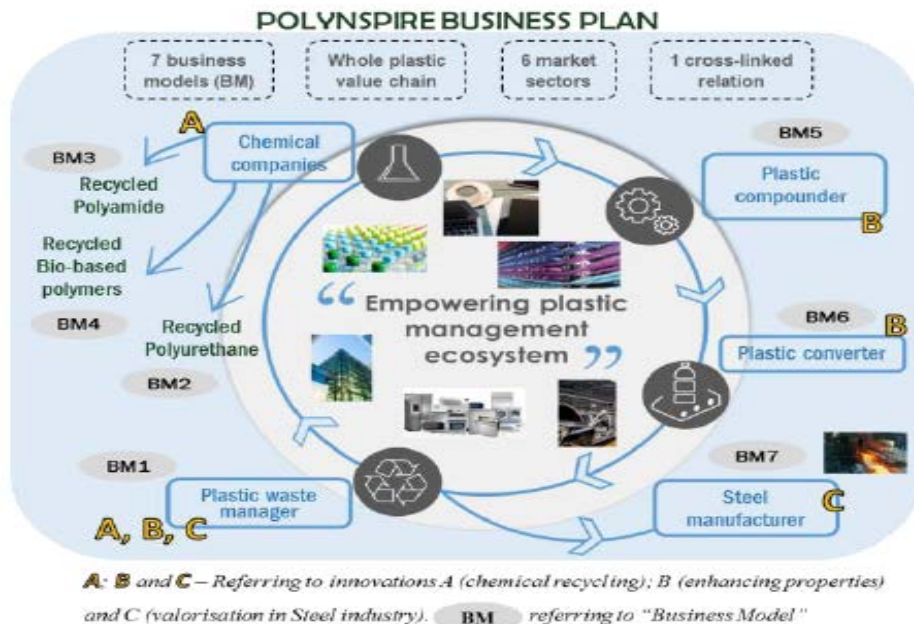 POLYNSPIRE BUSINESS PLAN
7 business
models (BM)
Whole plastic
value chain
6 market
sectors
1 cross-linked
relation
A
Chemical
companies
BM3
Recycled
Polyamide
Recycled
Bio-based
polymers
BM4
Recycled
Polyurethane
BM2
BM5
Plastic
compounder
B
“ Empowering plastic
management
ecosystem ”
BM6
B
Plastic converter
BM1
Plastic waste
manager
A, B, C
BM7
Steel
manufacturer
C
A; B and C – Referring to innovations A (chemical recycling); B (enhancing properties)
and C (valorisation in Steel industry). BM referring to “Business Model”